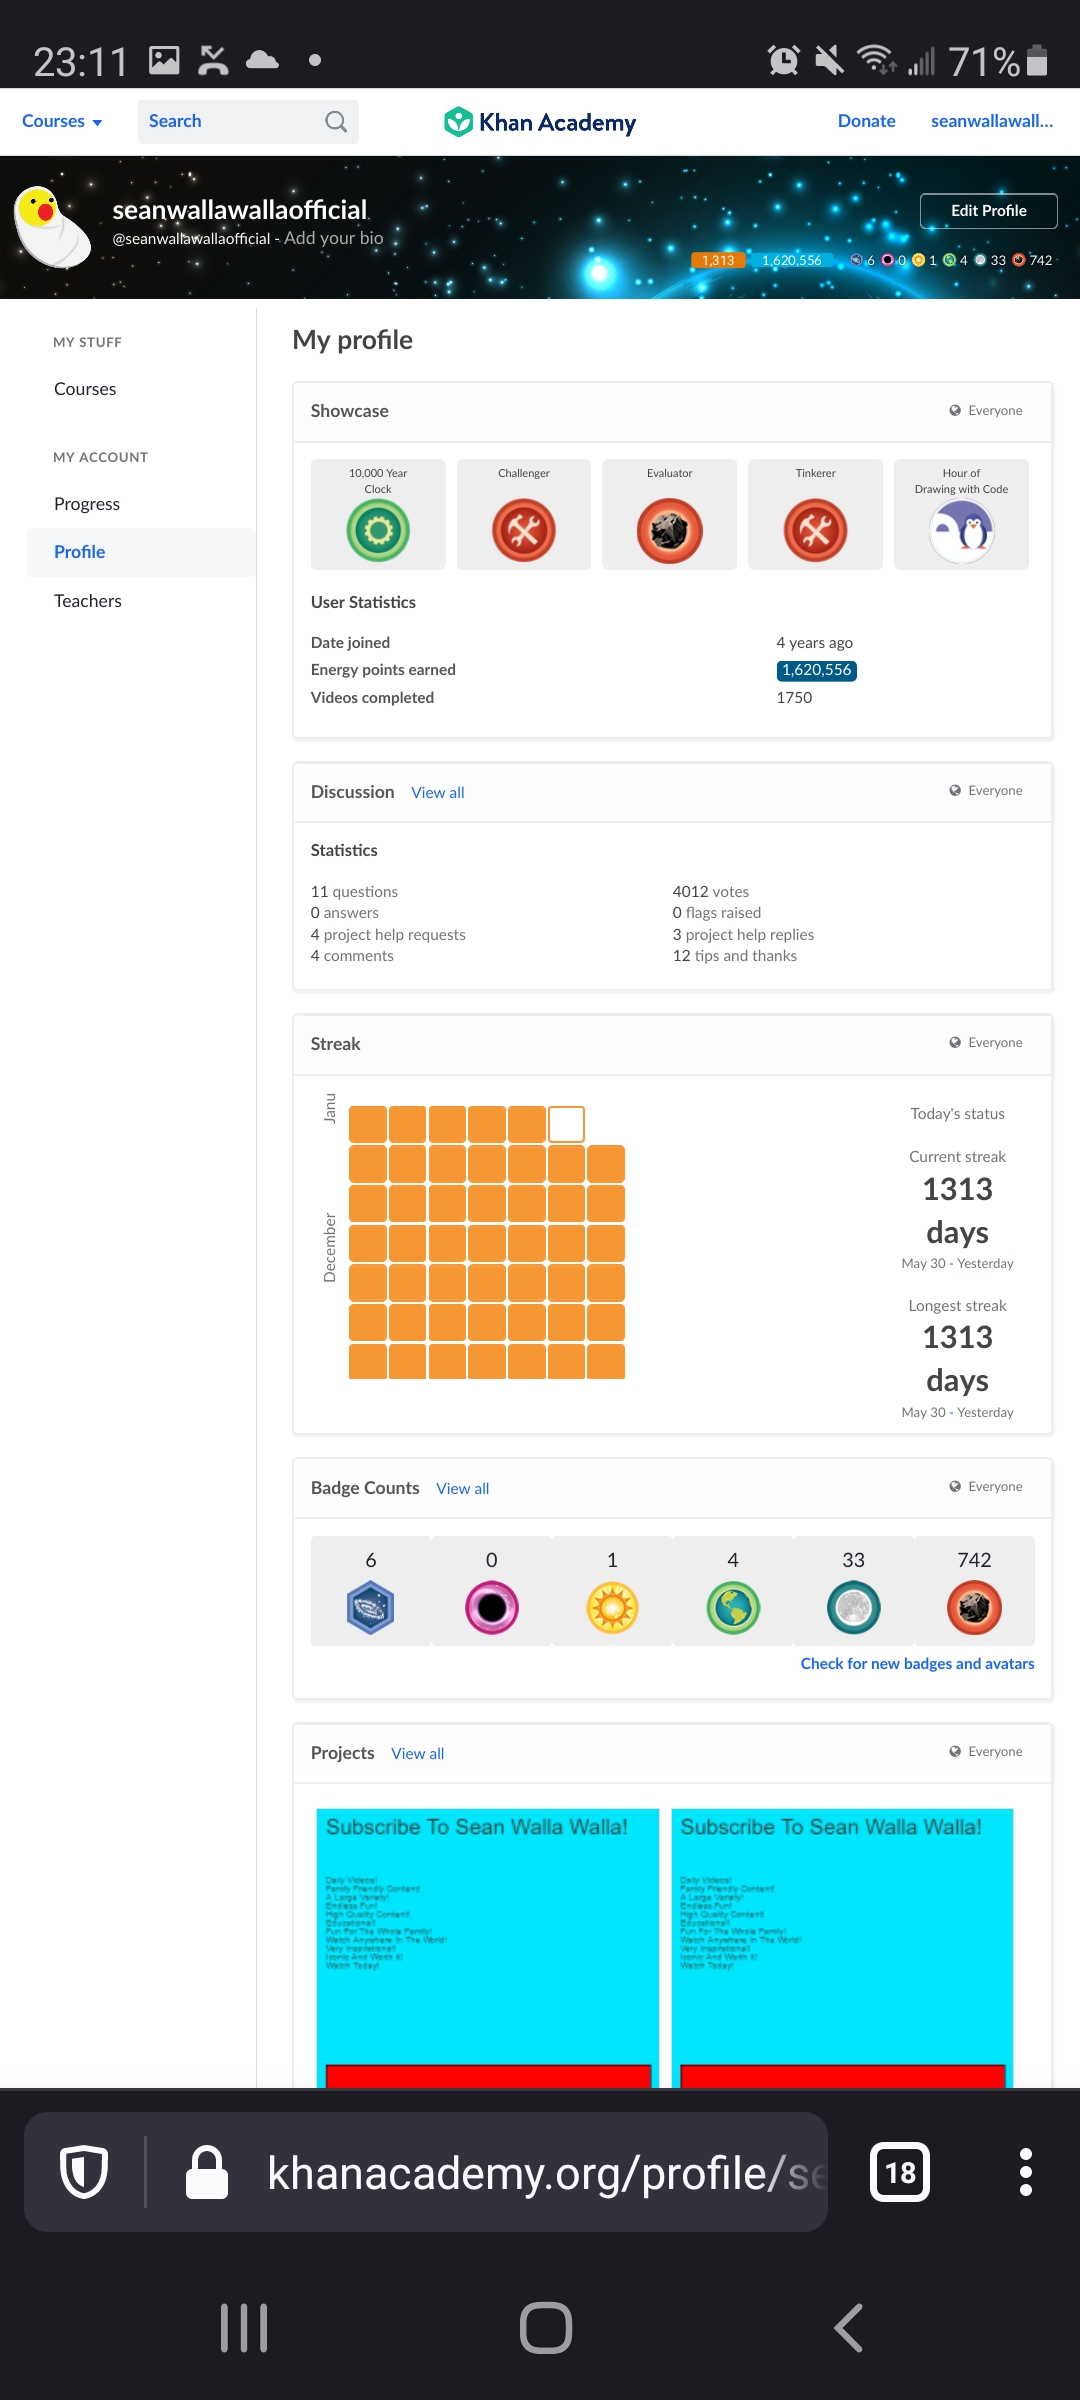 23:11 71%
Courses Search Khan Academy Donate seanwallawall...
seanwallawallaofficial
@seanwallawallaofficial - Add your bio
Edit Profile
1,313 1,620,556 6 0 1 4 33 742
MY STUFF
Courses
MY ACCOUNT
Progress
Profile
Teachers
My profile
Showcase Everyone
10,000 Year
Clock
Challenger
Evaluator
Tinkerer
Hour of
Drawing with Code
User Statistics
Date joined 4 years ago
Energy points earned 1,620,556
Videos completed 1750
Discussion View all Everyone
Statistics
11 questions 4012 votes
0 answers 0 flags raised
4 project help requests 3 project help replies
4 comments 12 tips and thanks
Streak Everyone
Janu
December
Today's status
Current streak
1313
days
May 30 - Yesterday
Longest streak
1313
days
May 30 - Yesterday
Badge Counts View all Everyone
6 0 1 4 33 742
Check for new badges and avatars
Projects View all Everyone
Subscribe To Sean Walla Walla!
Daily Videos!
Family Friendly Content!
A Large Variety!
Endless Fun!
High Quality Content!
Educational!
Fun For The Whole Family!
Watch Anywhere In The World!
Very Inspirational!
Iconic And Worth It!
Watch Today!
Subscribe To Sean Walla Walla!
Daily Videos!
Family Friendly Content!
A Large Variety!
Endless Fun!
High Quality Content!
Educational!
Fun For The Whole Family!
Watch Anywhere In The World!
Very Inspirational!
Iconic And Worth It!
Watch Today!
khanacademy.org/profile/se
18